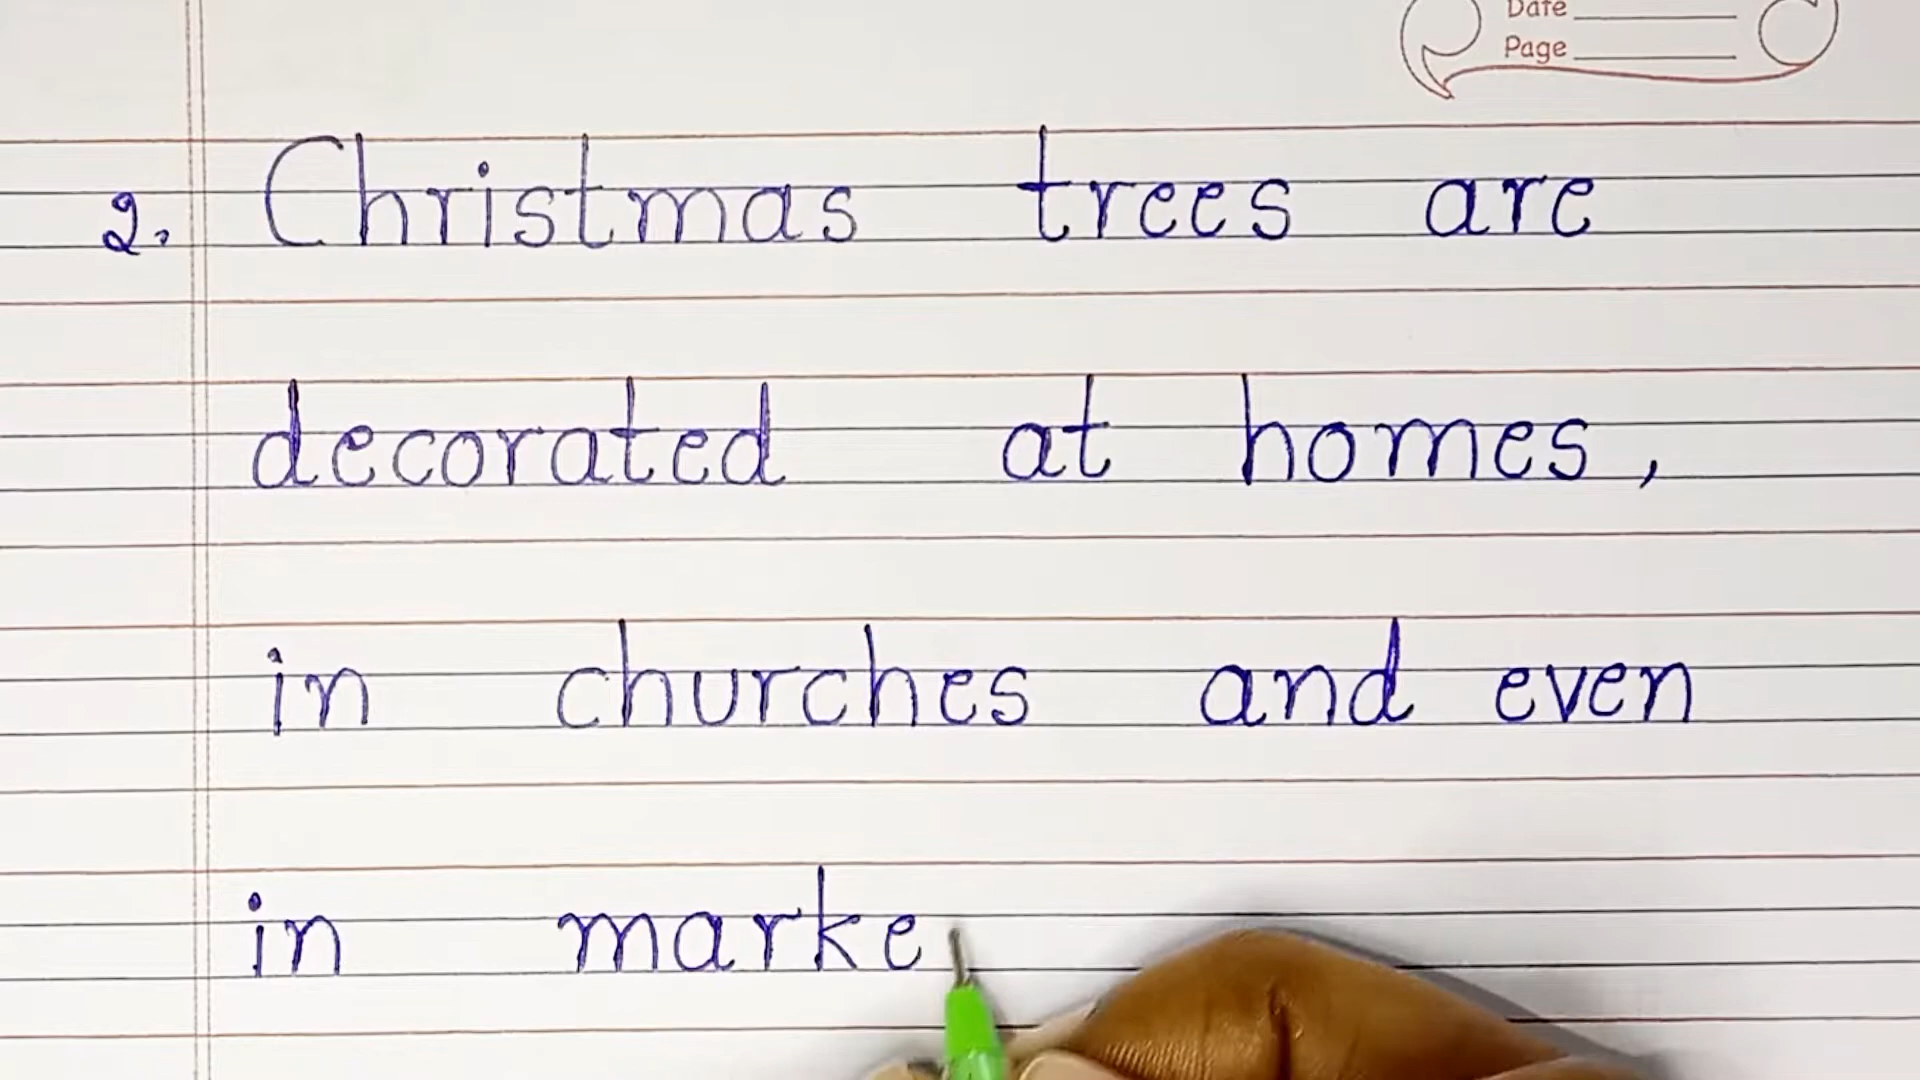 Date
Page
2. Christmas trees are
decorated at homes,
in churches and even
in marke